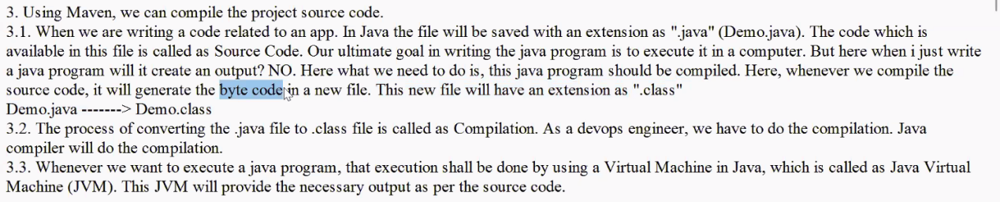 3. Using Maven, we can compile the project source code.
3.1. When we are writing a code related to an app. In Java the file will be saved with an extension as ".java" (Demo.java). The code which is
available in this file is called as Source Code. Our ultimate goal in writing the java program is to execute it in a computer. But here when i just write
a java program will it create an output? NO. Here what we need to do is, this java program should be compiled. Here, whenever we compile the
source code, it will generate the byte code in a new file. This new file will have an extension as ".class"
Demo.java -------> Demo.class
3.2. The process of converting the .java file to .class file is called as Compilation. As a devops engineer, we have to do the compilation. Java
compiler will do the compilation.
3.3. Whenever we want to execute a java program, that execution shall be done by using a Virtual Machine in Java, which is called as Java Virtual
Machine (JVM). This JVM will provide the necessary output as per the source code.